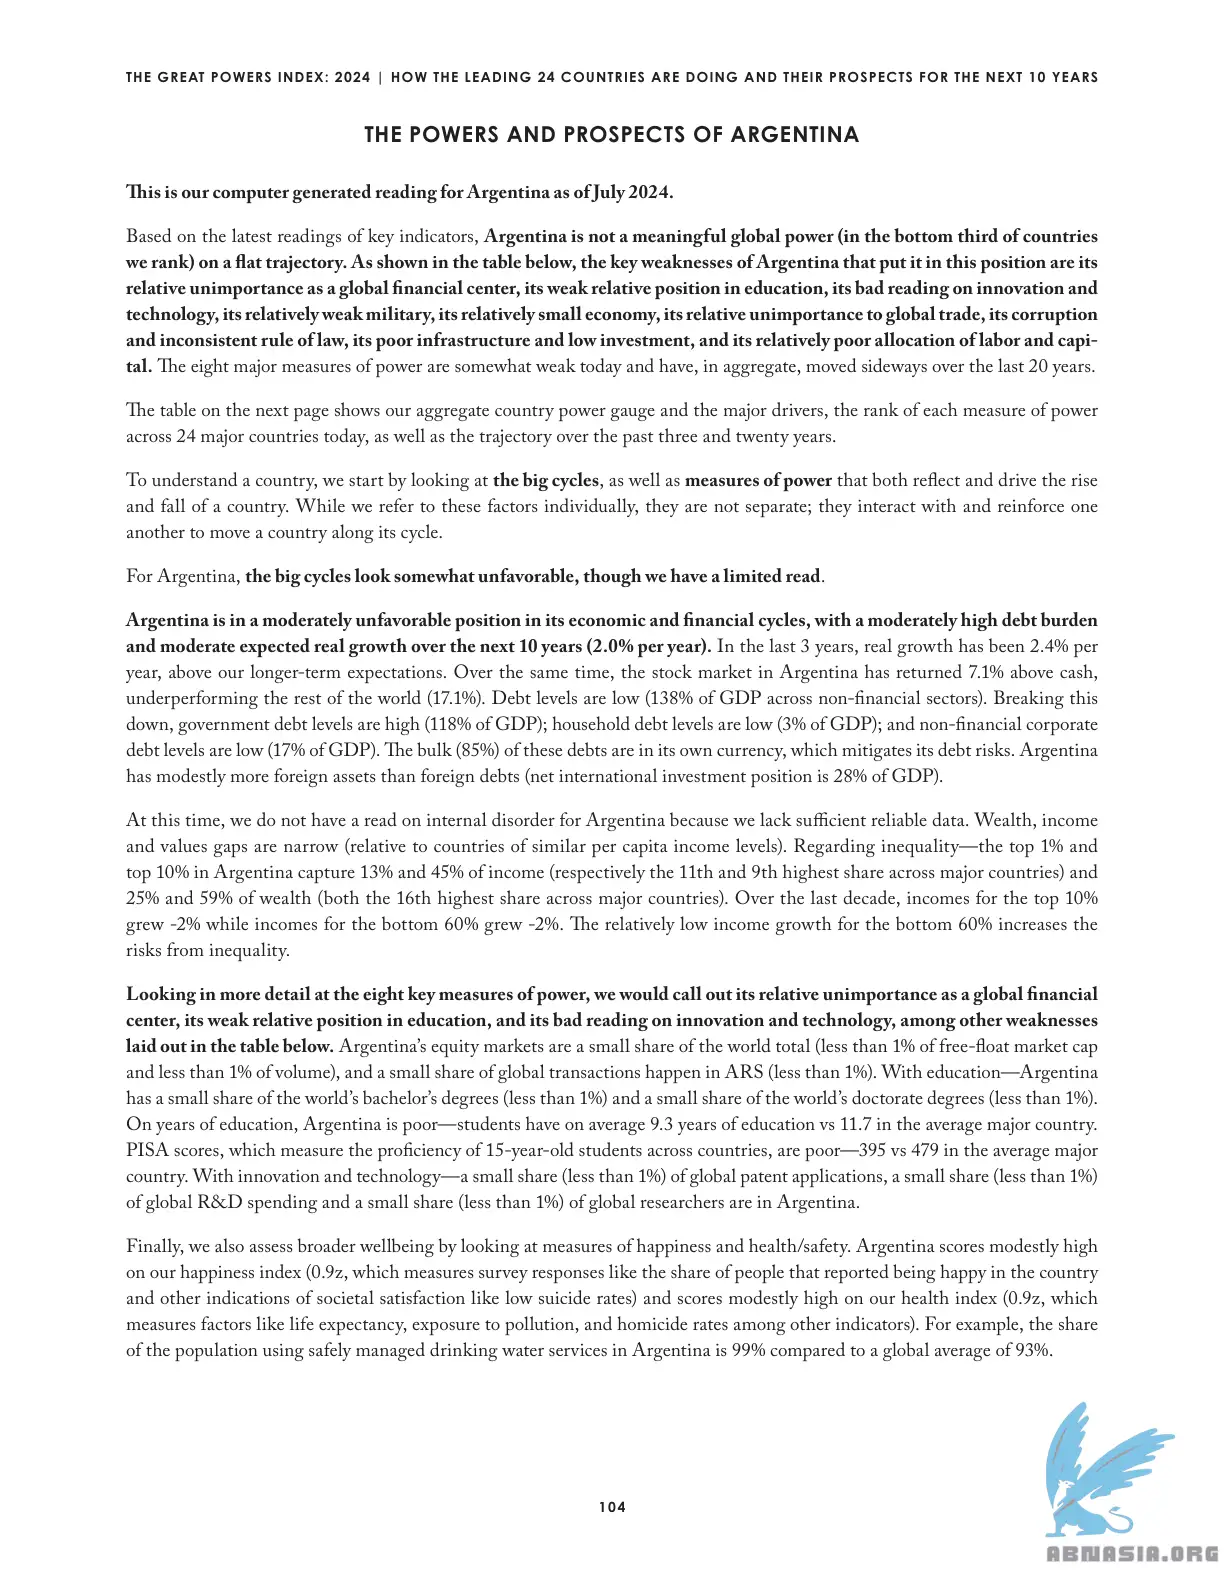 THE GREAT POWERS INDEX: 2024 | HOW THE LEADING 24 COUNTRIES ARE DOING AND THEIR PROSPECTS FOR THE NEXT 10 YEARS
THE POWERS AND PROSPECTS OF ARGENTINA
This is our computer generated reading for Argentina as of July 2024.
Based on the latest readings of key indicators, Argentina is not a meaningful global power (in the bottom third of countries
we rank) on a flat trajectory. As shown in the table below, the key weaknesses of Argentina that put it in this position are its
relative unimportance as a global financial center, its weak relative position in education, its bad reading on innovation and
technology, its relatively weak military, its relatively small economy, its relative unimportance to global trade, its corruption
and inconsistent rule of law, its poor infrastructure and low investment, and its relatively poor allocation of labor and capi-
tal. The eight major measures of power are somewhat weak today and have, in aggregate, moved sideways over the last 20 years.
The table on the next page shows our aggregate country power gauge and the major drivers, the rank of each measure of power
across 24 major countries today, as well as the trajectory over the past three and twenty years.
To understand a country, we start by looking at the big cycles, as well as measures of power that both reflect and drive the rise
and fall of a country. While we refer to these factors individually, they are not separate; they interact with and reinforce one
another to move a country along its cycle.
For Argentina, the big cycles look somewhat unfavorable, though we have a limited read.
Argentina is in a moderately unfavorable position in its economic and financial cycles, with a moderately high debt burden
and moderate expected real growth over the next 10 years (2.0% per year). In the last 3 years, real growth has been 2.4% per
year, above our longer-term expectations. Over the same time, the stock market in Argentina has returned 7.1% above cash,
underperforming the rest of the world (17.1%). Debt levels are low (138% of GDP across non-financial sectors). Breaking this
down, government debt levels are high (118% of GDP); household debt levels are low (3% of GDP); and non-financial corporate
debt levels are low (17% of GDP). The bulk (85%) of these debts are in its own currency, which mitigates its debt risks. Argentina
has modestly more foreign assets than foreign debts (net international investment position is 28% of GDP).
At this time, we do not have a read on internal disorder for Argentina because we lack sufficient reliable data. Wealth, income
and values gaps are narrow (relative to countries of similar per capita income levels). Regarding inequality—the top 1% and
top 10% in Argentina capture 13% and 45% of income (respectively the 11th and 9th highest share across major countries) and
25% and 59% of wealth (both the 16th highest share across major countries). Over the last decade, incomes for the top 10%
grew -2% while incomes for the bottom 60% grew -2%. The relatively low income growth for the bottom 60% increases the
risks from inequality.
Looking in more detail at the eight key measures of power, we would call out its relative unimportance as a global financial
center, its weak relative position in education, and its bad reading on innovation and technology, among other weaknesses
laid out in the table below. Argentina’s equity markets are a small share of the world total (less than 1% of free-float market cap
and less than 1% of volume), and a small share of global transactions happen in ARS (less than 1%). With education—Argentina
has a small share of the world’s bachelor’s degrees (less than 1%) and a small share of the world’s doctorate degrees (less than 1%).
On years of education, Argentina is poor—students have on average 9.3 years of education vs 11.7 in the average major country.
PISA scores, which measure the proficiency of 15-year-old students across countries, are poor—395 vs 479 in the average major
country. With innovation and technology—a small share (less than 1%) of global patent applications, a small share (less than 1%)
of global R&D spending and a small share (less than 1%) of global researchers are in Argentina.
Finally, we also assess broader wellbeing by looking at measures of happiness and health/safety. Argentina scores modestly high
on our happiness index (0.9z, which measures survey responses like the share of people that reported being happy in the country
and other indications of societal satisfaction like low suicide rates) and scores modestly high on our health index (0.9z, which
measures factors like life expectancy, exposure to pollution, and homicide rates among other indicators). For example, the share
of the population using safely managed drinking water services in Argentina is 99% compared to a global average of 93%.
104
ABNASIA.ORG